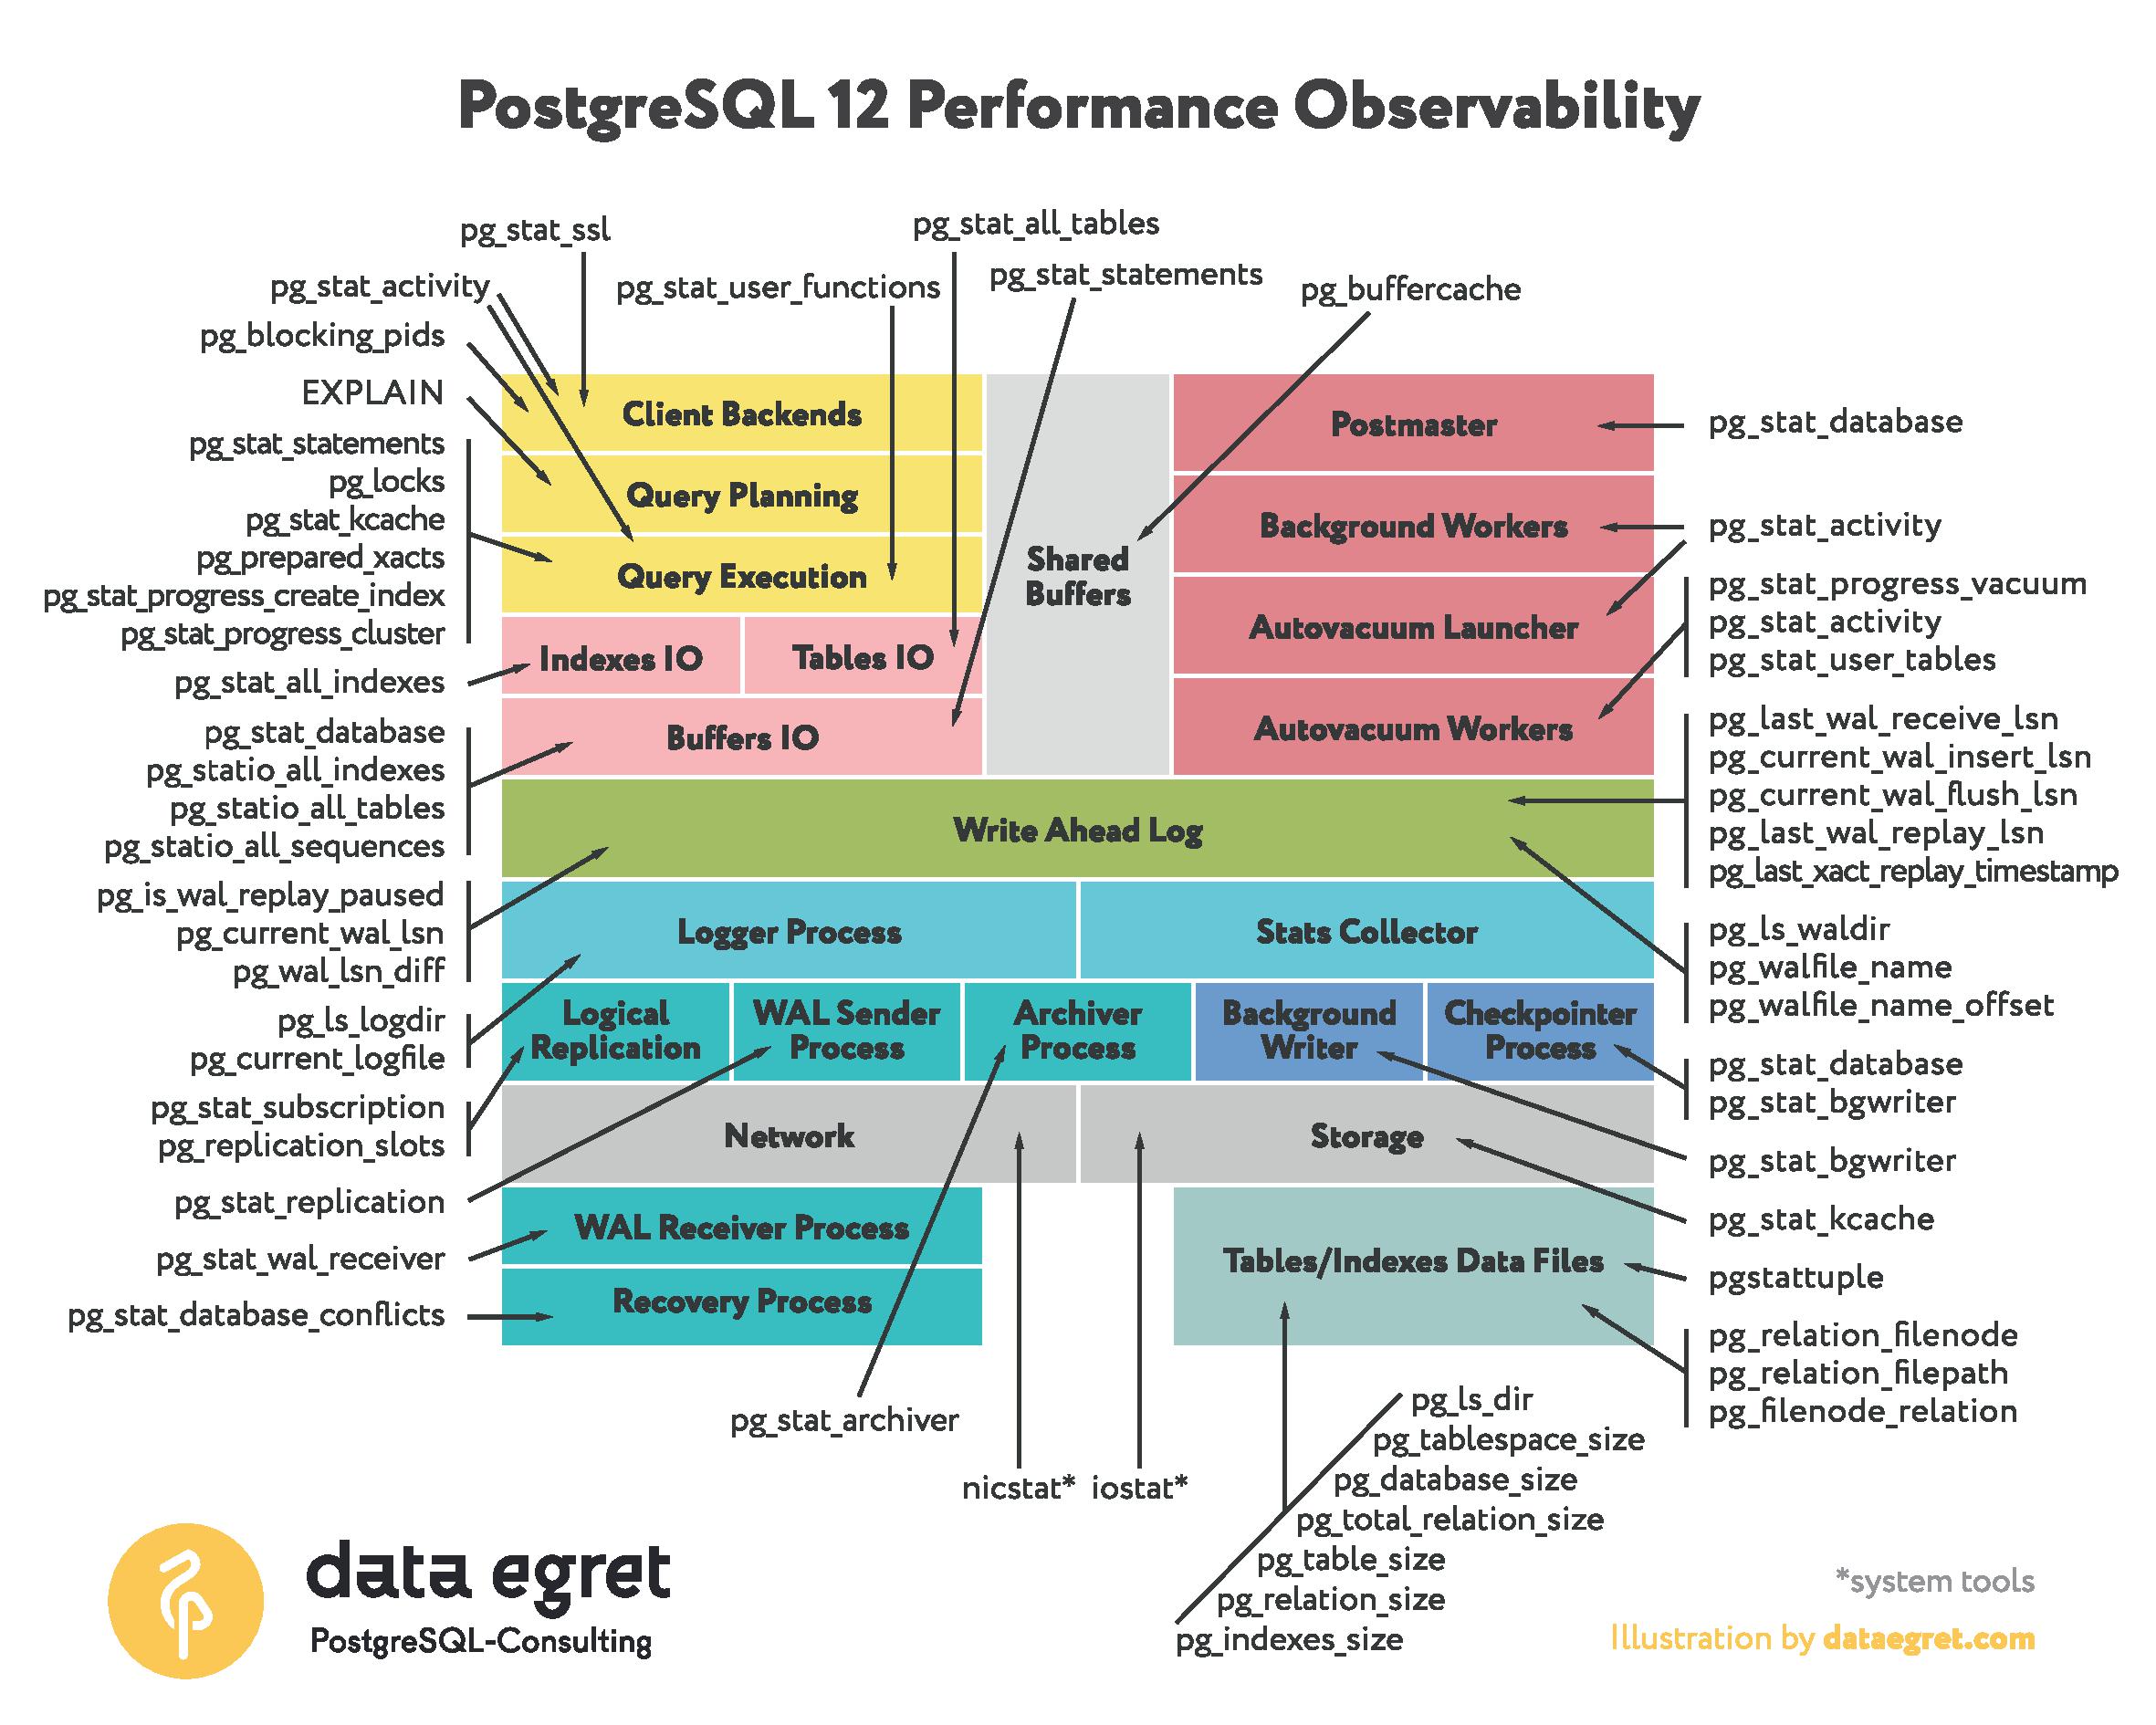 PostgreSQL 12 Performance Observability
pg_stat_ssl
pg_stat_all_tables
pg_stat_activity
pg_stat_user_functions
pg_stat_statements
pg_buffercache
pg_blocking_pids
EXPLAIN
pg_stat_statements
pg_locks
pg_stat_kcache
pg_prepared_xacts
pg_stat_progress_create_index
pg_stat_progress_cluster
pg_stat_all_indexes
pg_stat_database
pg_statio_all_indexes
pg_statio_all_tables
pg_statio_all_sequences
pg_is_wal_replay_paused
pg_current_wal_lsn
pg_wal_lsn_diff
pg_ls_logdir
pg_current_logfile
pg_stat_subscription
pg_replication_slots
pg_stat_replication
pg_stat_wal_receiver
pg_stat_database_conflicts
Client Backends
Query Planning
Query Execution
Indexes IO
Tables IO
Buffers IO
Shared
Buffers
Postmaster
Background Workers
Autovacuum Launcher
Autovacuum Workers
Write Ahead Log
Logger Process
Stats Collector
Logical
Replication
WAL Sender
Process
Archiver
Process
Background
Writer
Checkpointer
Process
Network
Storage
WAL Receiver Process
Recovery Process
Tables/Indexes Data Files
pg_stat_database
pg_stat_activity
pg_stat_progress_vacuum
pg_stat_activity
pg_stat_user_tables
pg_last_wal_receive_lsn
pg_current_wal_insert_lsn
pg_current_wal_flush_lsn
pg_last_wal_replay_lsn
pg_last_xact_replay_timestamp
pg_ls_waldir
pg_walfile_name
pg_walfile_name_offset
pg_stat_database
pg_stat_bgwriter
pg_stat_bgwriter
pg_stat_kcache
pgstattuple
pg_relation_filenode
pg_relation_filepath
pg_filenode_relation
pg_stat_archiver
nicstat*
iostat*
pg_ls_dir
pg_tablespace_size
pg_database_size
pg_total_relation_size
pg_table_size
pg_relation_size
pg_indexes_size
data egret
PostgreSQL-Consulting
*system tools
Illustration by dataegret.com